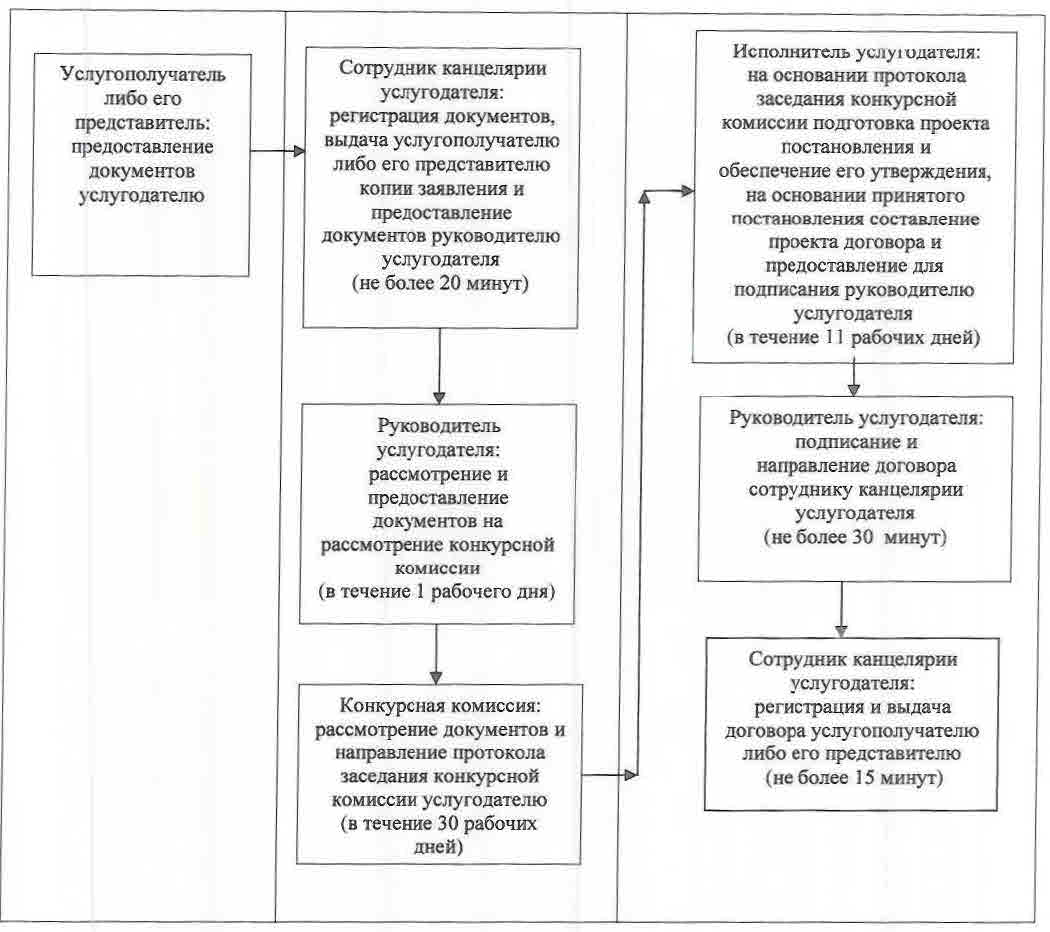 Услугополучатель
либо его
представитель:
предоставление
документов
услугодателю
Сотрудник канцелярии
услугодателя:
регистрация документов,
выдача услугополучателю
либо его представителю
копии заявления и
предоставление
документов руководителю
услугодателя
(не более 20 минут)
Руководитель
услугодателя:
рассмотрение и
предоставление
документов на
рассмотрение конкурсной
комиссии
(в течение 1 рабочего дня)
Конкурсная комиссия:
рассмотрение документов и
направление протокола
заседания конкурсной
комиссии услугодателю
(в течение 30 рабочих
дней)
Исполнитель услугодателя:
на основании протокола
заседания конкурсной
комиссии подготовка проекта
постановления и
обеспечение его утверждения,
на основании принятого
постановления составление
проекта договора и
предоставление для
подписания руководителю
услугодателя
(в течение 11 рабочих дней)
Руководитель услугодателя:
подписание и
направление договора
сотруднику канцелярии
услугодателя
(не более 30 минут)
Сотрудник канцелярии
услугодателя:
регистрация и выдача
договора услугополучателю
либо его представителю
(не более 15 минут)